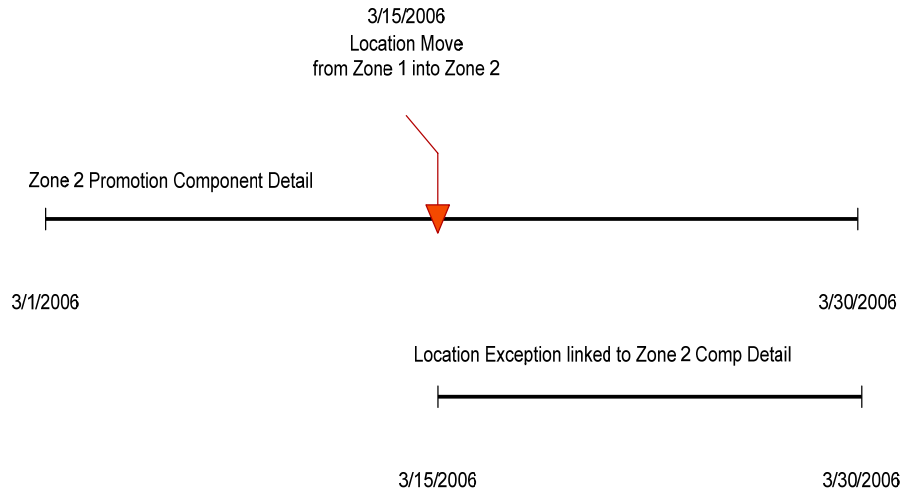 3/15/2006
Location Move
from Zone 1 into Zone 2
Zone 2 Promotion Component Detail
3/1/2006
3/30/2006
Location Exception linked to Zone 2 Comp Detail
3/15/2006
3/30/2006